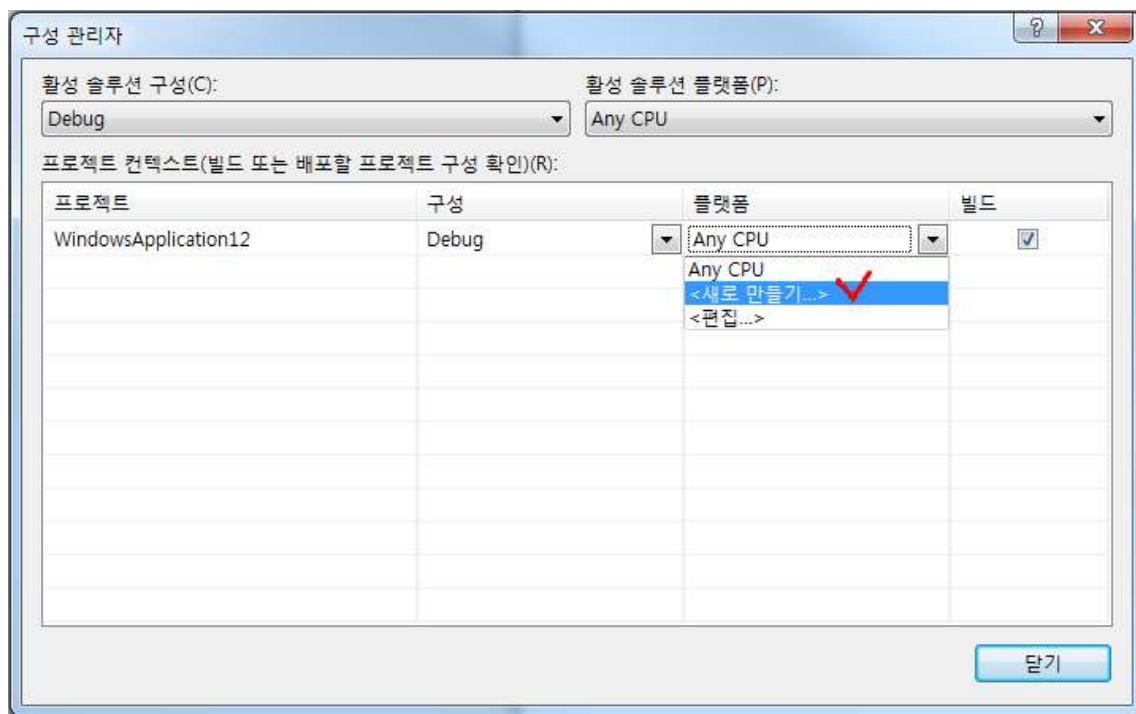 구성 관리자
활성 솔루션 구성(C):
활성 솔루션 플랫폼(P):
Debug
Any CPU
프로젝트 컨텍스트(빌드 또는 배포할 프로젝트 구성 확인)(R):
프로젝트 구성 플랫폼 빌드
WindowsApplication12 Debug Any CPU
Any CPU
<새로 만들기...>
<편집...>
닫기